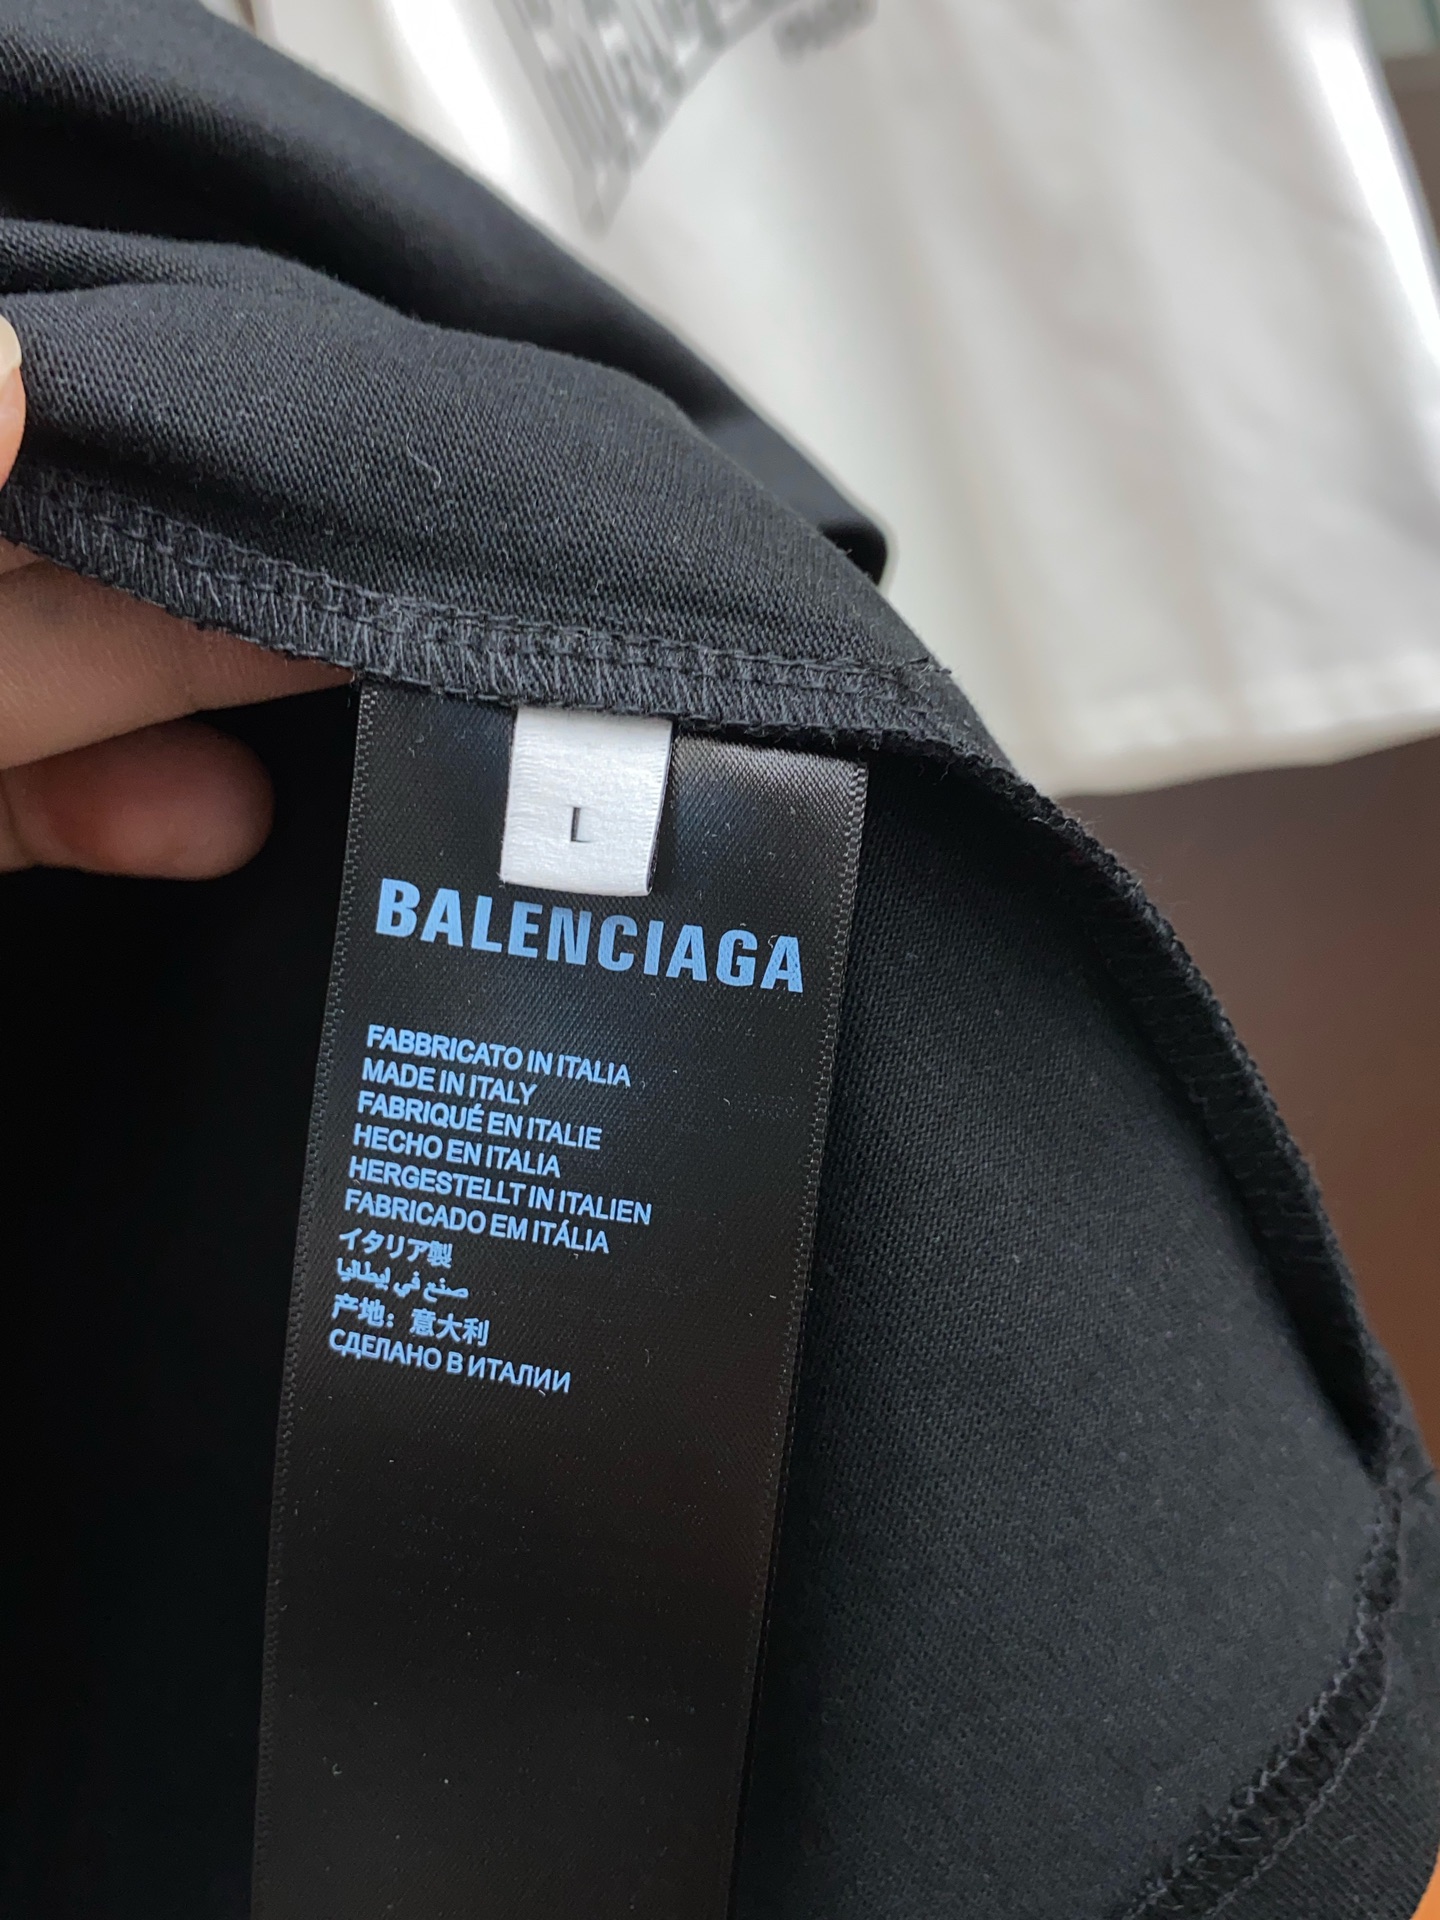 L
BALENCIAGA
FABBRICATO IN ITALIA
MADE IN ITALY
FABRIQUÉ EN ITALIE
HECHO EN ITALIA
HERGESTELLT IN ITALIEN
FABRICADO EM ITÁLIA
イタリア製
صنع في إيطاليا
产地：意大利
СДЕЛАНО В ИТАЛИИ